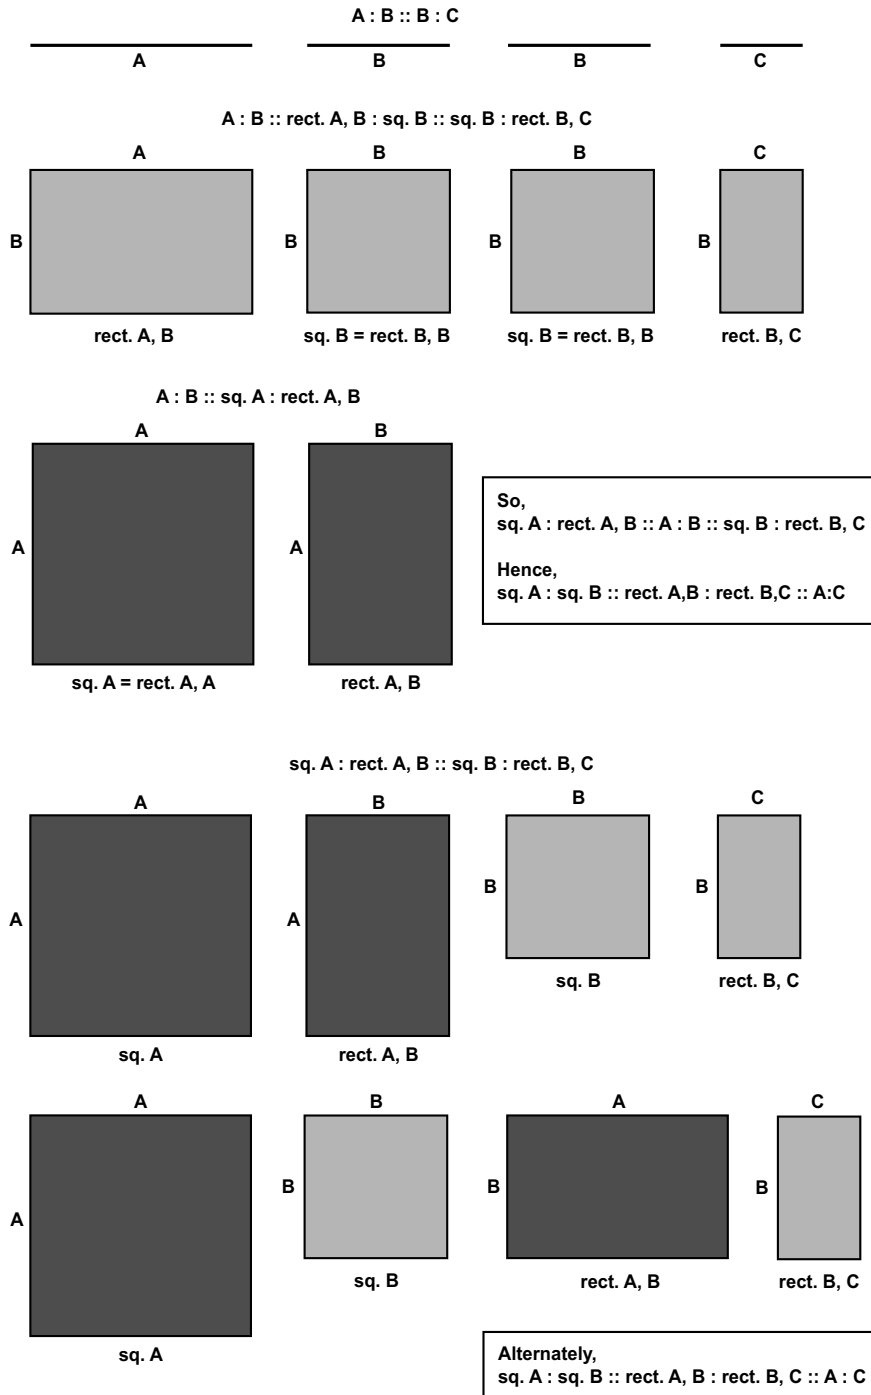 A : B :: B : C
A B B C
A : B :: rect. A, B : sq. B :: sq. B : rect. B, C
A B B C
B B B B
rect. A, B sq. B = rect. B, B sq. B = rect. B, B rect. B, C
A : B :: sq. A : rect. A, B
A B
A A
sq. A = rect. A, A rect. A, B
So,
sq. A : rect. A, B :: A : B :: sq. B : rect. B, C
Hence,
sq. A : sq. B :: rect. A,B : rect. B,C :: A:C
sq. A : rect. A, B :: sq. B : rect. B, C
A B B C
A A B B
sq. A rect. A, B sq. B rect. B, C
A B A C
A B B B
sq. A sq. B rect. A, B rect. B, C
Alternately,
sq. A : sq. B :: rect. A, B : rect. B, C :: A : C